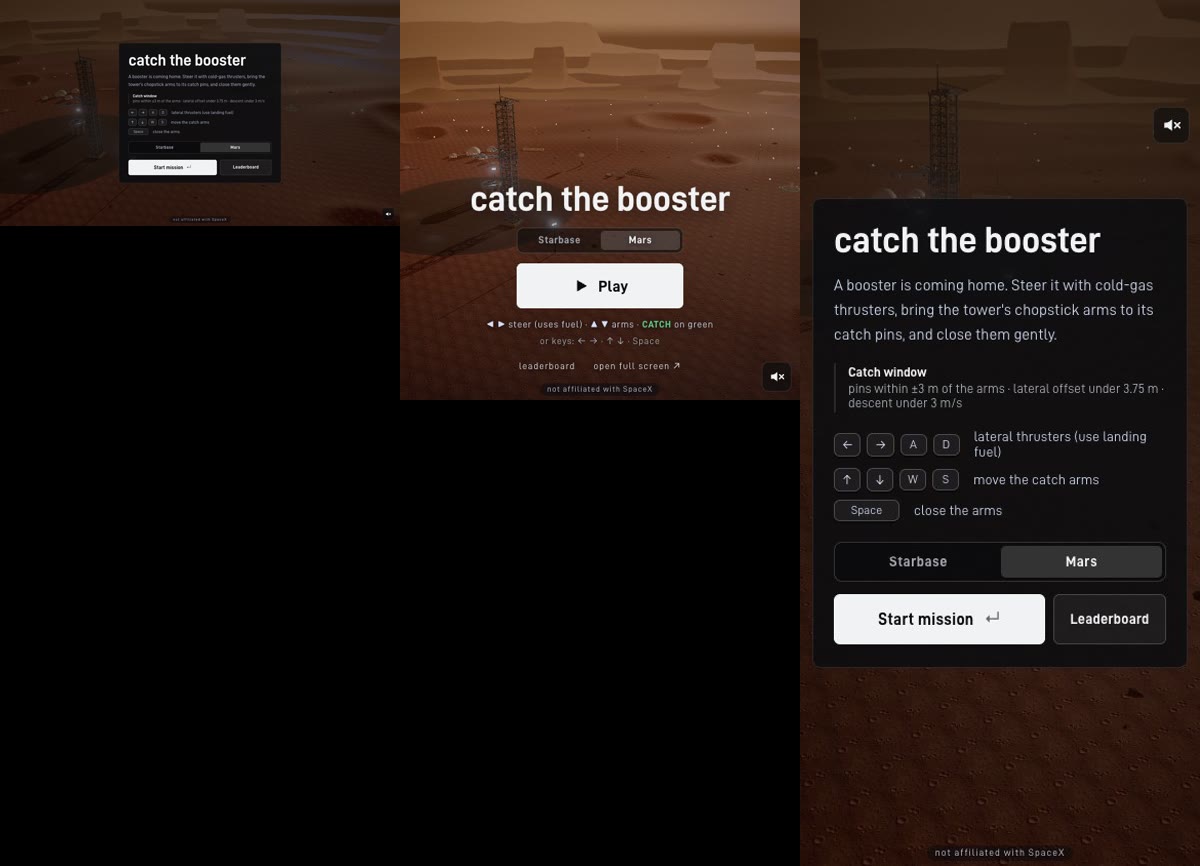 catch the booster
A booster is coming home. Steer it with cold-gas thrusters, bring the
tower's chopstick arms to its catch pins, and close them gently.
Catch window
pins within ±3 m of the arms · lateral offset under 3.75 m · descent under 3 m/s
← → A D lateral thrusters (use landing fuel)
↑ ↓ W S move the catch arms
Space close the arms
Starbase Mars
Start mission ↵ Leaderboard
not affiliated with SpaceX
catch the booster
Starbase Mars
▶ Play
◀ ▶ steer (uses fuel) · ▲ ▼ arms · CATCH on green
or keys: ← → · ↑ ↓ · Space
leaderboard open full screen ↗
not affiliated with SpaceX
catch the booster
A booster is coming home. Steer it with cold-gas
thrusters, bring the tower's chopstick arms to its
catch pins, and close them gently.
Catch window
pins within ±3 m of the arms · lateral offset under 3.75 m ·
descent under 3 m/s
← → A D lateral thrusters (use landing
fuel)
↑ ↓ W S move the catch arms
Space close the arms
Starbase Mars
Start mission ↵ Leaderboard
not affiliated with SpaceX